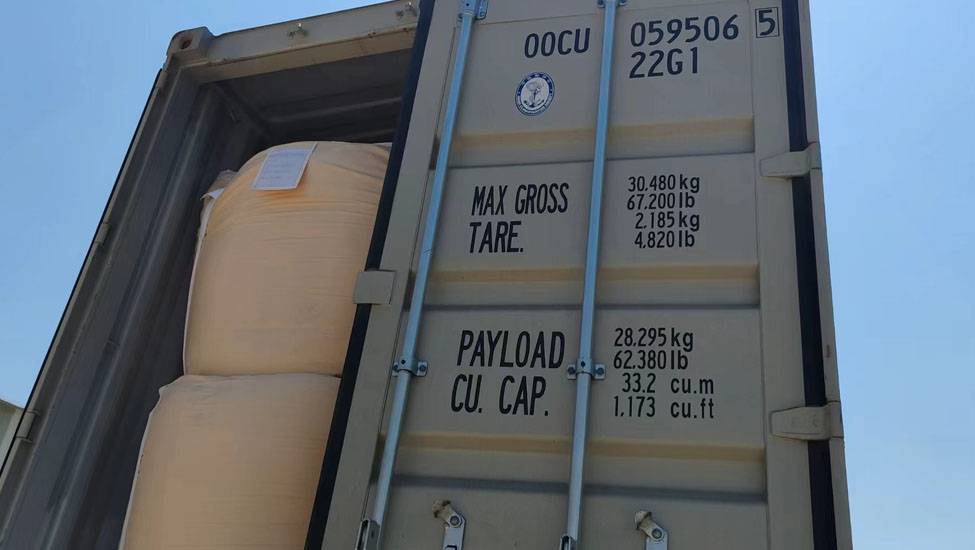 OOCU 059506 5
22G1
MAX GROSS 30.480 kg
67.200 lb
TARE. 2.185 kg
4.820 lb
PAYLOAD 28.295 kg
62.380 lb
CU. CAP. 33.2 cu.m
1.173 cu.ft